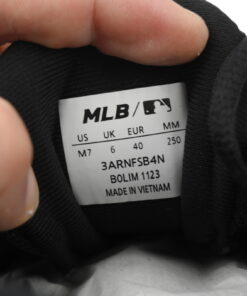 MLB /
US UK EUR MM
M7 6 40 250
3ARNFSB4N
BOLIM 1123
MADE IN VIETNAM